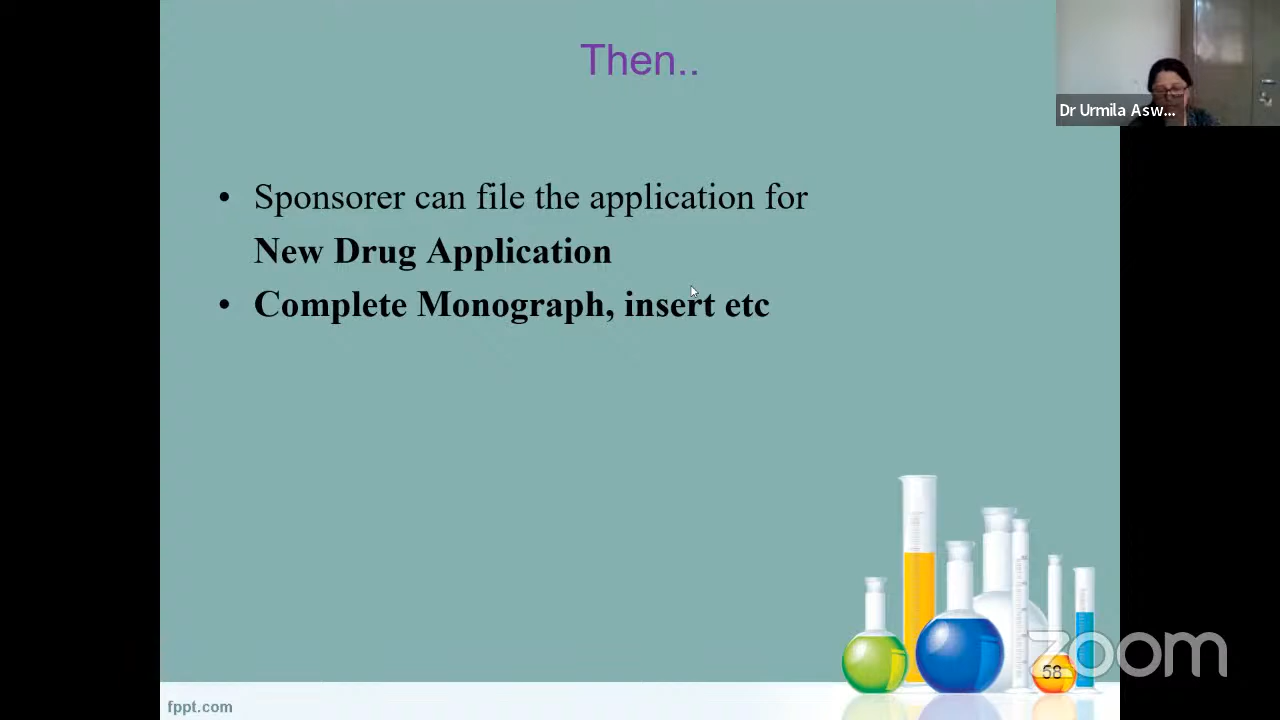 Then..
Dr Urmila Asw...
• Sponsorer can file the application for
New Drug Application
• Complete Monograph, insert etc
zoom
58
fppt.com